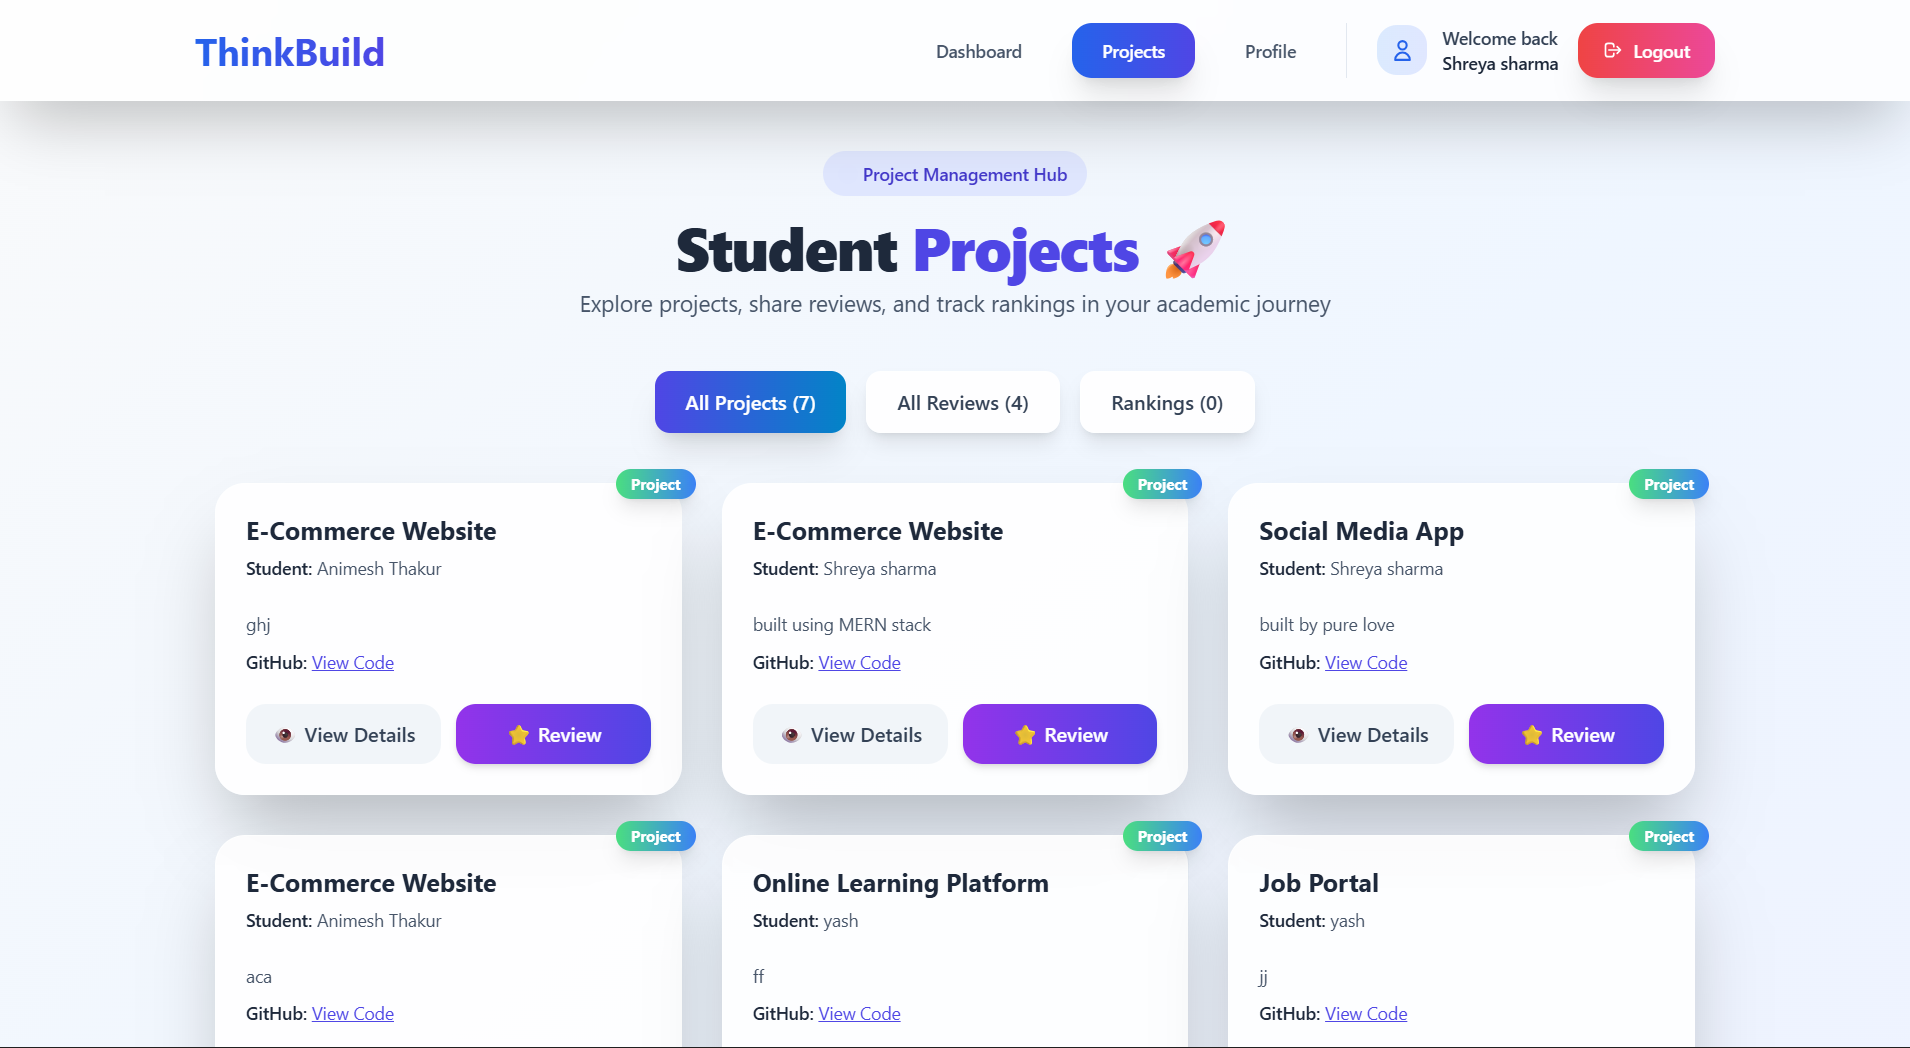 ThinkBuild
Dashboard
Projects
Profile
Welcome back
Shreya sharma
Logout
Project Management Hub
Student Projects 🚀
Explore projects, share reviews, and track rankings in your academic journey
All Projects (7)
All Reviews (4)
Rankings (0)
Project
E-Commerce Website
Student: Animesh Thakur
ghj
GitHub: View Code
👁 View Details
⭐ Review
Project
E-Commerce Website
Student: Shreya sharma
built using MERN stack
GitHub: View Code
👁 View Details
⭐ Review
Project
Social Media App
Student: Shreya sharma
built by pure love
GitHub: View Code
👁 View Details
⭐ Review
Project
E-Commerce Website
Student: Animesh Thakur
aca
GitHub: View Code
Project
Online Learning Platform
Student: yash
ff
GitHub: View Code
Project
Job Portal
Student: yash
jj
GitHub: View Code